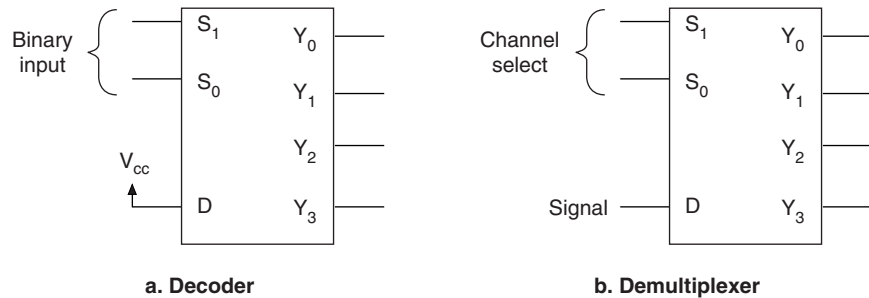 Binary
input
S1
S0
Vcc
D
Y0
Y1
Y2
Y3
a. Decoder
Channel
select
S1
S0
Signal
D
Y0
Y1
Y2
Y3
b. Demultiplexer